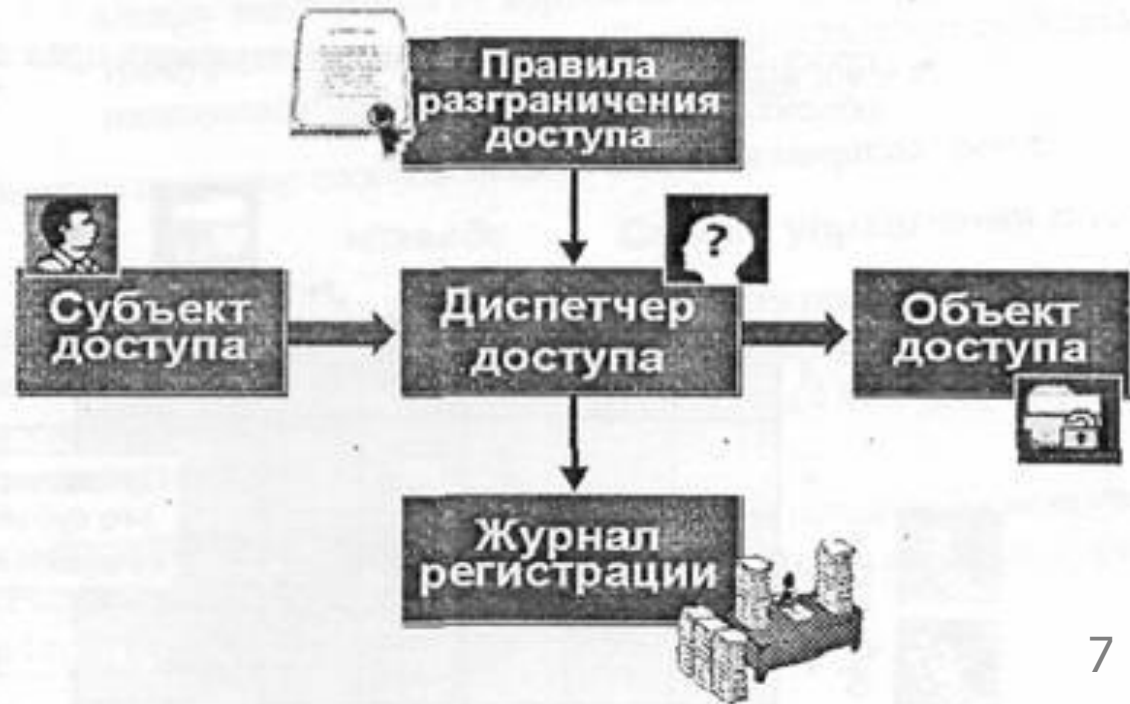 Правила
разграничения
доступа
Субъект
доступа
Диспетчер
доступа
?
Объект
доступа
Журнал
регистрации
7